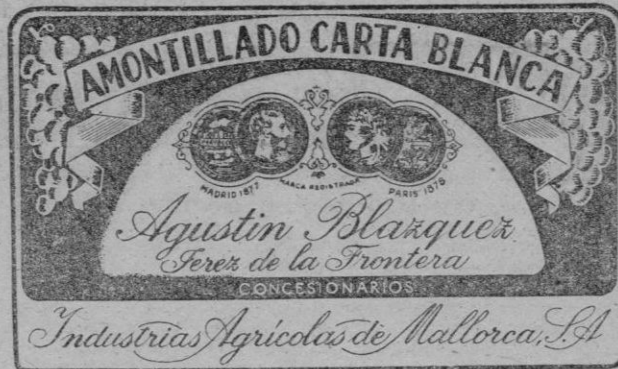 AMONTILLADO CARTA BLANCA
MADRID 1877 MARCA REGISTRADA PARIS 1878
Agustin Blazquez
Jerez de la Frontera
CONCESIONARIOS
Industrias Agrícolas de Mallorca, S.A